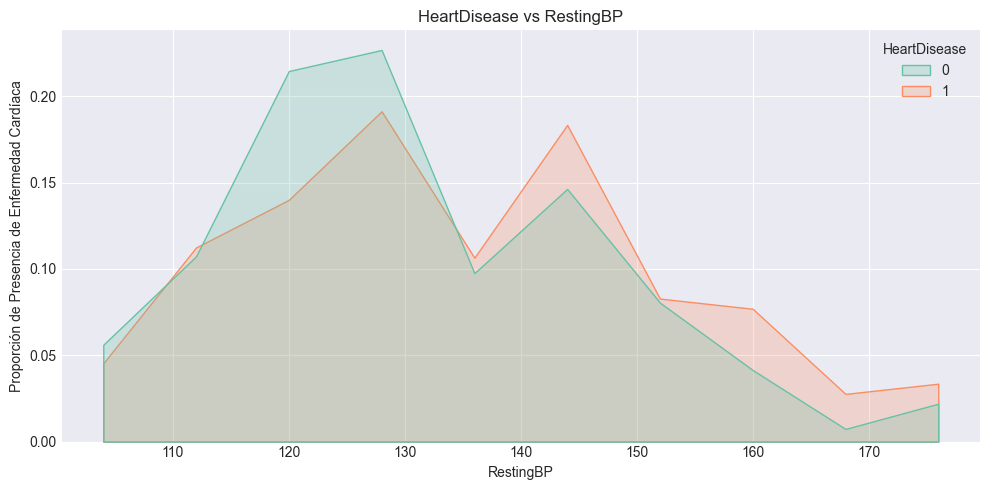 HeartDisease vs RestingBP
HeartDisease
0
1
Proporción de Presencia de Enfermedad Cardíaca
0.20
0.15
0.10
0.05
0.00
110 120 130 140 150 160 170
RestingBP